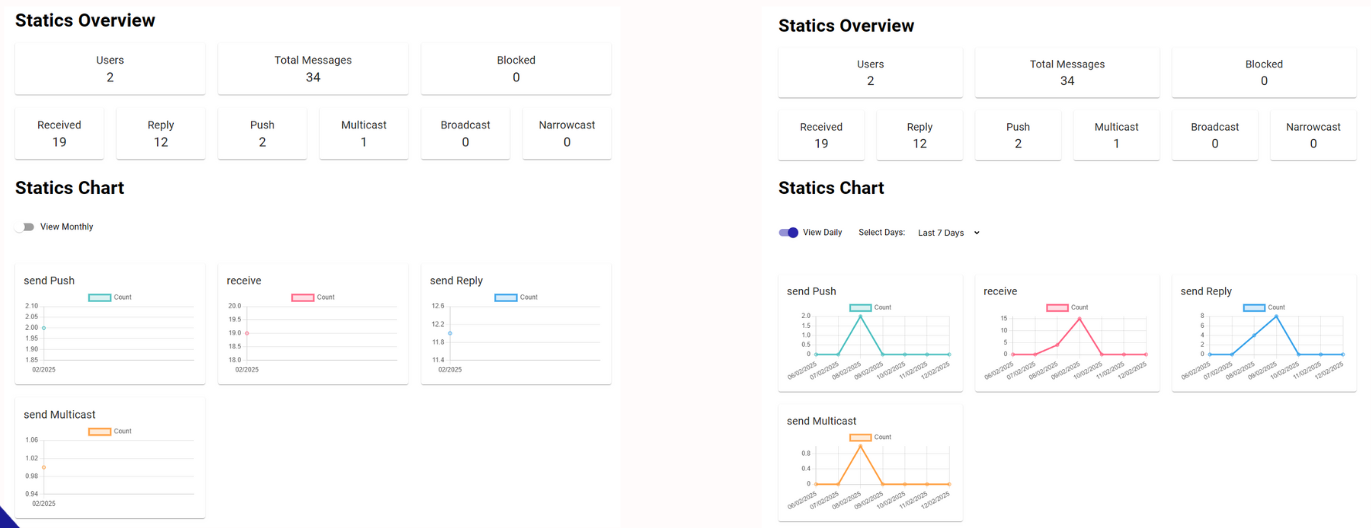 Statics Overview
Users
2
Total Messages
34
Blocked
0
Received
19
Reply
12
Push
2
Multicast
1
Broadcast
0
Narrowcast
0
Statics Chart
View Monthly
send Push
Count
2.10
2.05
2.00
1.95
1.90
1.85
02/2025
receive
Count
20.0
19.5
19.0
18.5
18.0
02/2025
send Reply
Count
12.6
12.2
11.8
11.4
02/2025
send Multicast
Count
1.06
1.02
0.98
0.94
02/2025
Statics Overview
Users
2
Total Messages
34
Blocked
0
Received
19
Reply
12
Push
2
Multicast
1
Broadcast
0
Narrowcast
0
Statics Chart
View Daily Select Days: Last 7 Days
send Push
Count
2.0
1.5
1.0
0.5
0
06/02/2025 07/02/2025 08/02/2025 09/02/2025 10/02/2025 11/02/2025 12/02/2025
receive
Count
15
10
5
0
06/02/2025 07/02/2025 08/02/2025 09/02/2025 10/02/2025 11/02/2025 12/02/2025
send Reply
Count
8
6
4
2
0
06/02/2025 07/02/2025 08/02/2025 09/02/2025 10/02/2025 11/02/2025 12/02/2025
send Multicast
Count
0.8
0.4
0
06/02/2025 07/02/2025 08/02/2025 09/02/2025 10/02/2025 11/02/2025 12/02/2025